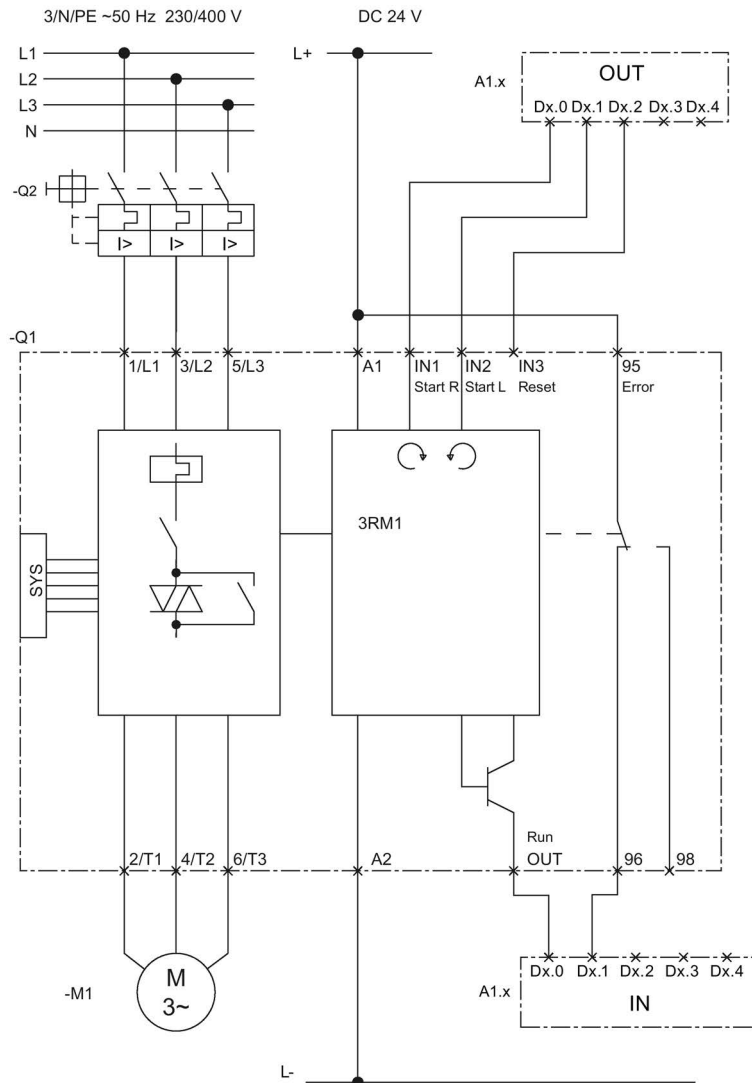 3/N/PE ~50 Hz 230/400 V
DC 24 V
L1
L2
L3
N
L+
A1.x
OUT
Dx.0 Dx.1 Dx.2 Dx.3 Dx.4
-Q2
I> I> I>
-Q1
1/L1 3/L2 5/L3 A1 IN1 IN2 IN3 95
Start R Start L Reset Error
3RM1
SYS
Run
2/T1 4/T2 6/T3 A2 OUT 96 98
-M1
M
3~
Dx.0 Dx.1 Dx.2 Dx.3 Dx.4
A1.x
IN
L-